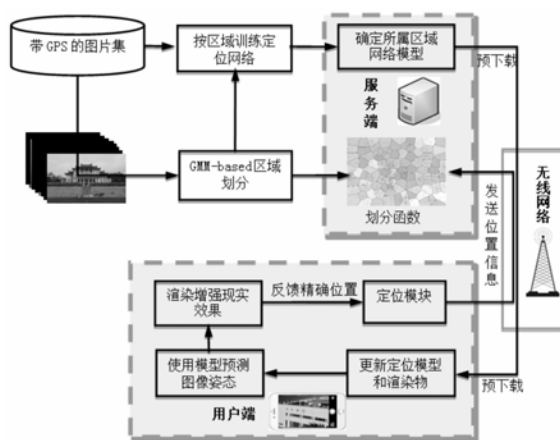 带GPS的图片集
按区域训练定
位网络
确定所属区域
网络模型
预下载
服
务
端
GMM-based区域
划分
划分函数
发
送
位
置
信
息
无
线
网
络
渲染增强现实
效果
反馈精确位置
定位模块
使用模型预测
图像姿态
更新定位模型
和渲染物
预下载
用户端